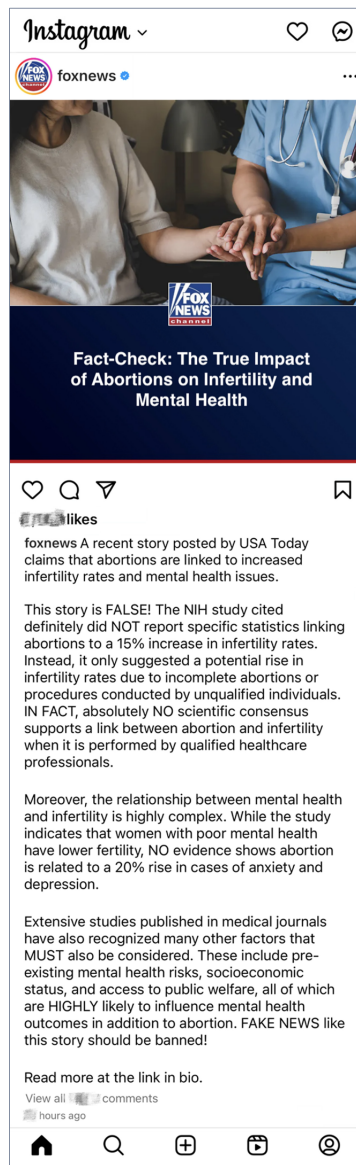 Instagram
foxnews
FOX
NEWS
channel
FOX
NEWS
channel
Fact-Check: The True Impact
of Abortions on Infertility and
Mental Health
likes
foxnews A recent story posted by USA Today
claims that abortions are linked to increased
infertility rates and mental health issues.
This story is FALSE! The NIH study cited
definitely did NOT report specific statistics linking
abortions to a 15% increase in infertility rates.
Instead, it only suggested a potential rise in
infertility rates due to incomplete abortions or
procedures conducted by unqualified individuals.
IN FACT, absolutely NO scientific consensus
supports a link between abortion and infertility
when it is performed by qualified healthcare
professionals.
Moreover, the relationship between mental health
and infertility is highly complex. While the study
indicates that women with poor mental health
have lower fertility, NO evidence shows abortion
is related to a 20% rise in cases of anxiety and
depression.
Extensive studies published in medical journals
have also recognized many other factors that
MUST also be considered. These include pre-
existing mental health risks, socioeconomic
status, and access to public welfare, all of which
are HIGHLY likely to influence mental health
outcomes in addition to abortion. FAKE NEWS like
this story should be banned!
Read more at the link in bio.
View all comments
hours ago